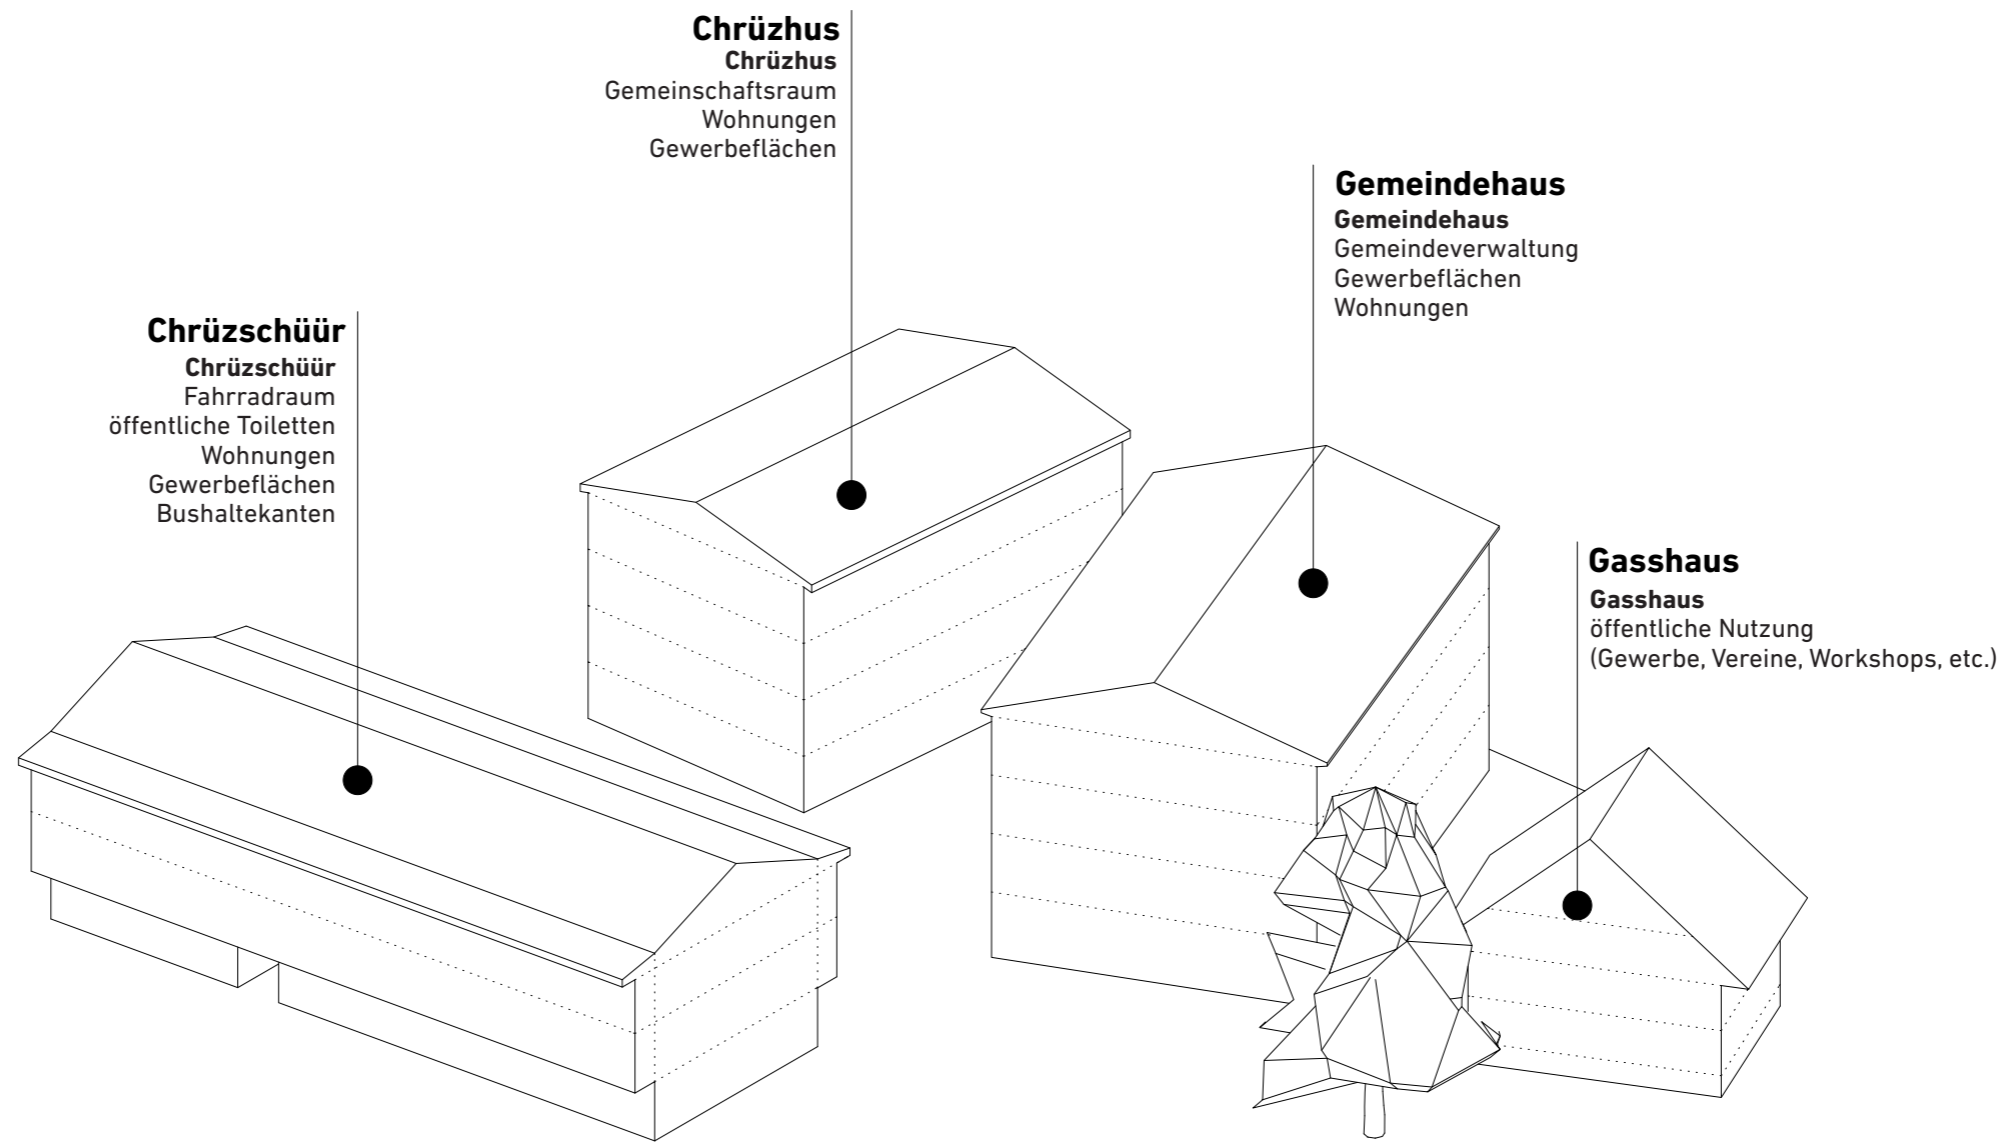 Chrüzhus
Chrüzhus
Gemeinschaftsraum
Wohnungen
Gewerbeflächen
Gemeindehaus
Gemeindehaus
Gemeindeverwaltung
Gewerbeflächen
Wohnungen
Chrüzschüür
Chrüzschüür
Fahrradraum
öffentliche Toiletten
Wohnungen
Gewerbeflächen
Bushaltekanten
Gasshaus
Gasshaus
öffentliche Nutzung
(Gewerbe, Vereine, Workshops, etc.)